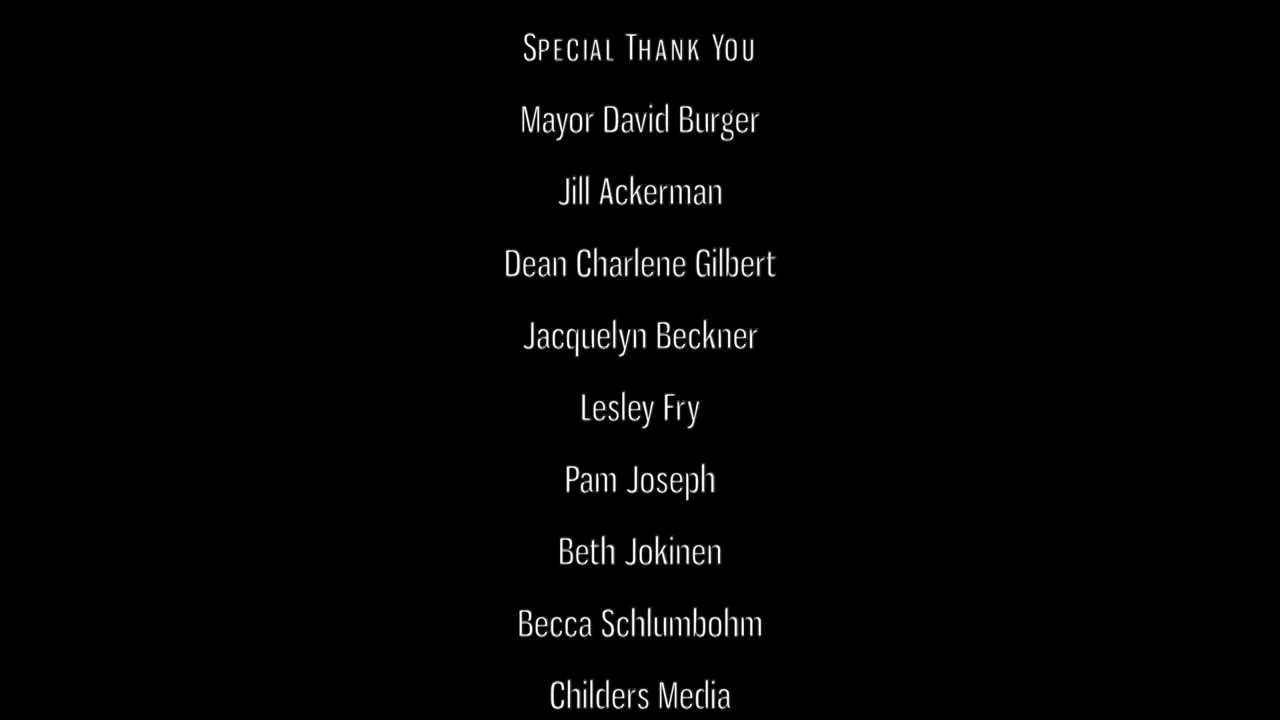 Special Thank You
Mayor David Burger
Jill Ackerman
Dean Charlene Gilbert
Jacquelyn Beckner
Lesley Fry
Pam Joseph
Beth Jokinen
Becca Schlumbohm
Childers Media